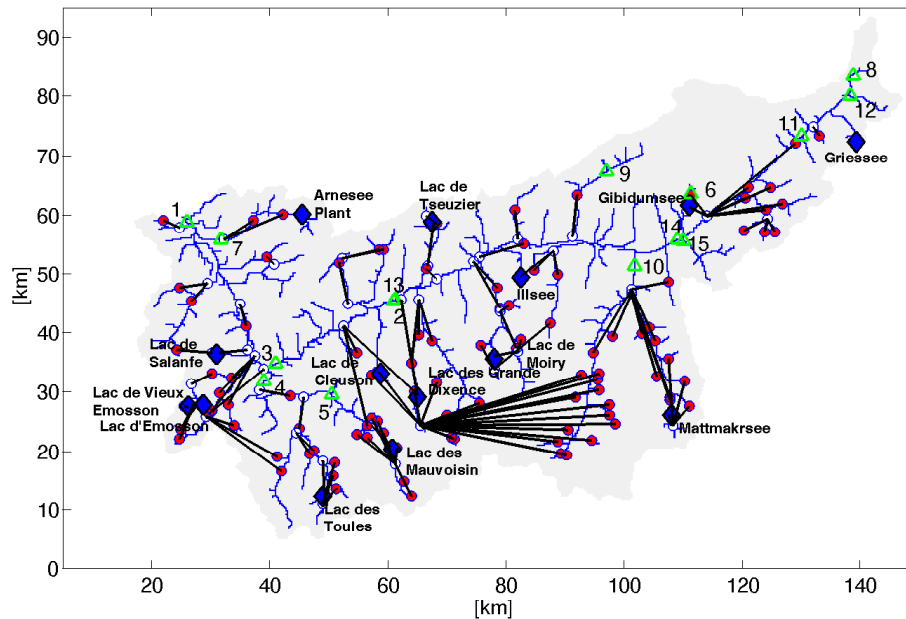 [km]
90
80
70
60
50
40
30
20
10
0
8
12
11
Griessee
9
6
Gibidumsee
14
15
10
Arnesee
Plant
Lac de
Tseuzier
1
7
13
2
Illsee
Lac de
Salanfe
3
4
Lac de
Cleuson
5
Lac des Grande
Dixence
Lac de
Moiry
Lac de Vieux
Emosson
Lac d'Emosson
Mattmakrsee
Lac des
Mauvoisin
Lac des
Toules
20
40
60
80
100
120
140
[km]